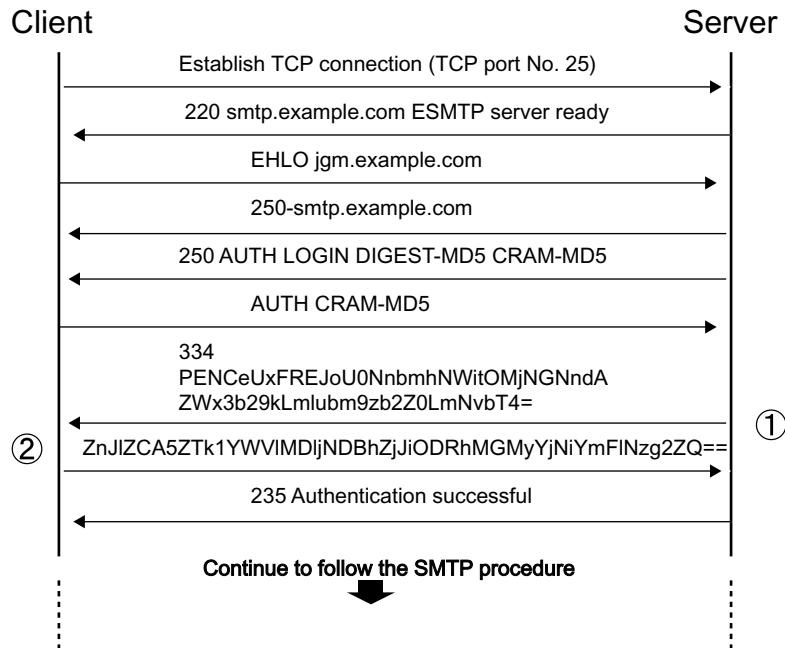 Client
Server
Establish TCP connection (TCP port No. 25)
220 smtp.example.com ESMTP server ready
EHLO jgm.example.com
250-smtp.example.com
250 AUTH LOGIN DIGEST-MD5 CRAM-MD5
AUTH CRAM-MD5
334
PENCeUxFREJoU0NnbmhNWitOMjNGNndA
ZWx3b29kLmlubm9zb2Z0LmNvbT4=
①
②
ZnJlZCA5ZTk1YWVlMDljNDBhZjJiODRhMGMyYjNiYmFlNzg2ZQ==
235 Authentication successful
Continue to follow the SMTP procedure